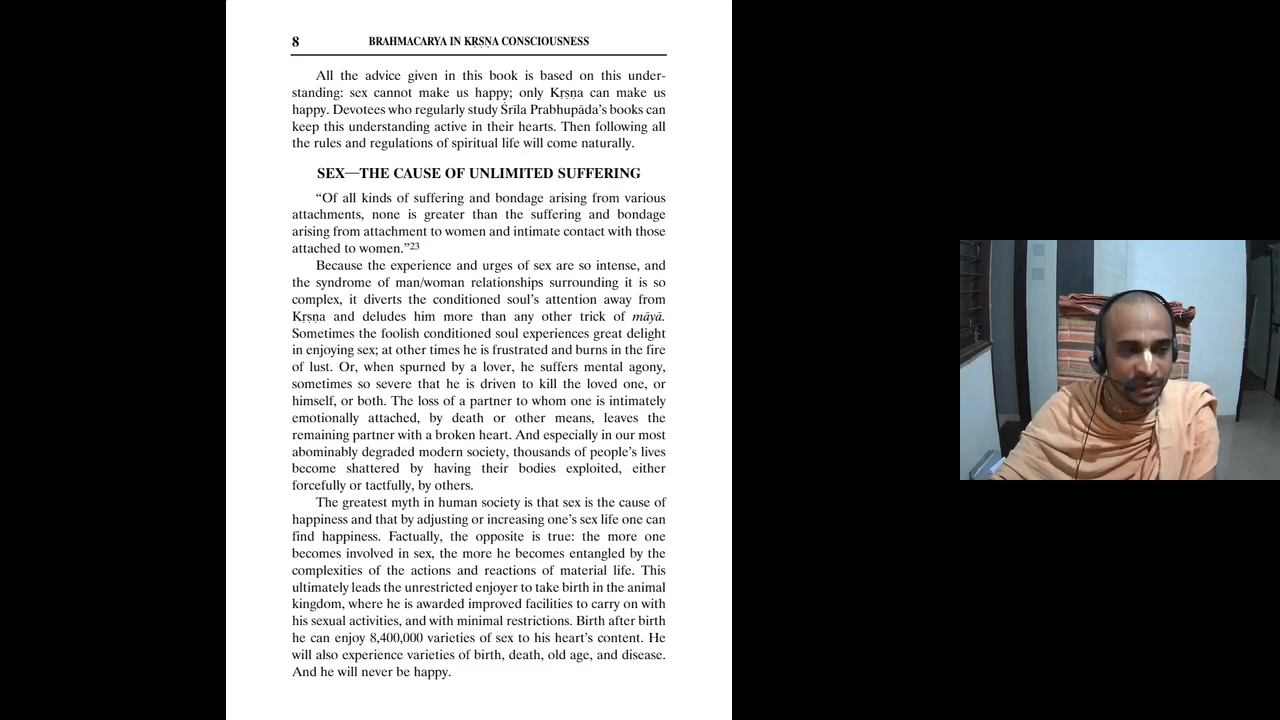 8 BRAHMACARYA IN KṚṢṆA CONSCIOUSNESS
All the advice given in this book is based on this under-
standing: sex cannot make us happy; only Kṛṣṇa can make us
happy. Devotees who regularly study Śrīla Prabhupāda's books can
keep this understanding active in their hearts. Then following all
the rules and regulations of spiritual life will come naturally.
SEX—THE CAUSE OF UNLIMITED SUFFERING
“Of all kinds of suffering and bondage arising from various
attachments, none is greater than the suffering and bondage
arising from attachment to women and intimate contact with those
attached to women.”23
Because the experience and urges of sex are so intense, and
the syndrome of man/woman relationships surrounding it is so
complex, it diverts the conditioned soul's attention away from
Kṛṣṇa and deludes him more than any other trick of māyā.
Sometimes the foolish conditioned soul experiences great delight
in enjoying sex; at other times he is frustrated and burns in the fire
of lust. Or, when spurned by a lover, he suffers mental agony,
sometimes so severe that he is driven to kill the loved one, or
himself, or both. The loss of a partner to whom one is intimately
emotionally attached, by death or other means, leaves the
remaining partner with a broken heart. And especially in our most
abominably degraded modern society, thousands of people's lives
become shattered by having their bodies exploited, either
forcefully or tactfully, by others.
The greatest myth in human society is that sex is the cause of
happiness and that by adjusting or increasing one's sex life one can
find happiness. Factually, the opposite is true: the more one
becomes involved in sex, the more he becomes entangled by the
complexities of the actions and reactions of material life. This
ultimately leads the unrestricted enjoyer to take birth in the animal
kingdom, where he is awarded improved facilities to carry on with
his sexual activities, and with minimal restrictions. Birth after birth
he can enjoy 8,400,000 varieties of sex to his heart's content. He
will also experience varieties of birth, death, old age, and disease.
And he will never be happy.